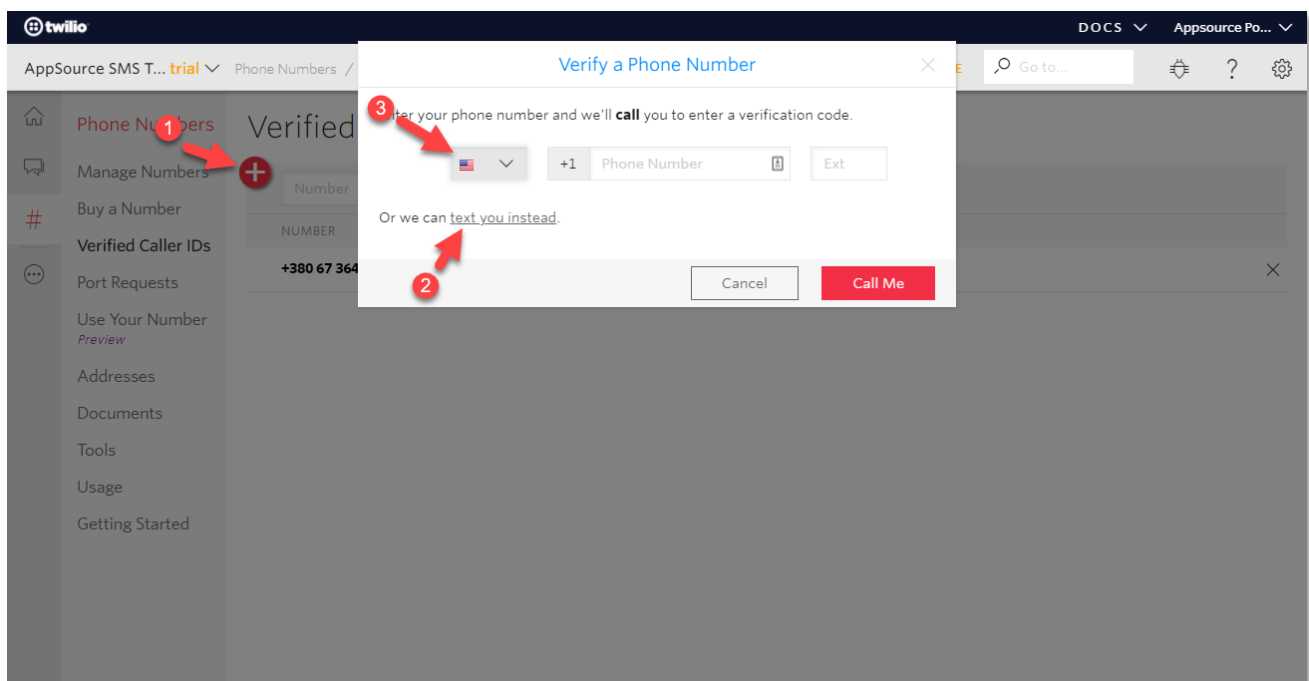 twilio
DOCS
Appsource Po...
AppSource SMS T... trial
Phone Numbers /
Go to...
Verify a Phone Number
3
Enter your phone number and we'll call you to enter a verification code.
+1 Phone Number Ext
Or we can text you instead.
2
Cancel
Call Me
Phone Numbers
1
Manage Numbers
Buy a Number
Verified Caller IDs
Port Requests
Use Your Number
Preview
Addresses
Documents
Tools
Usage
Getting Started
Verified
Number
NUMBER
+380 67 364